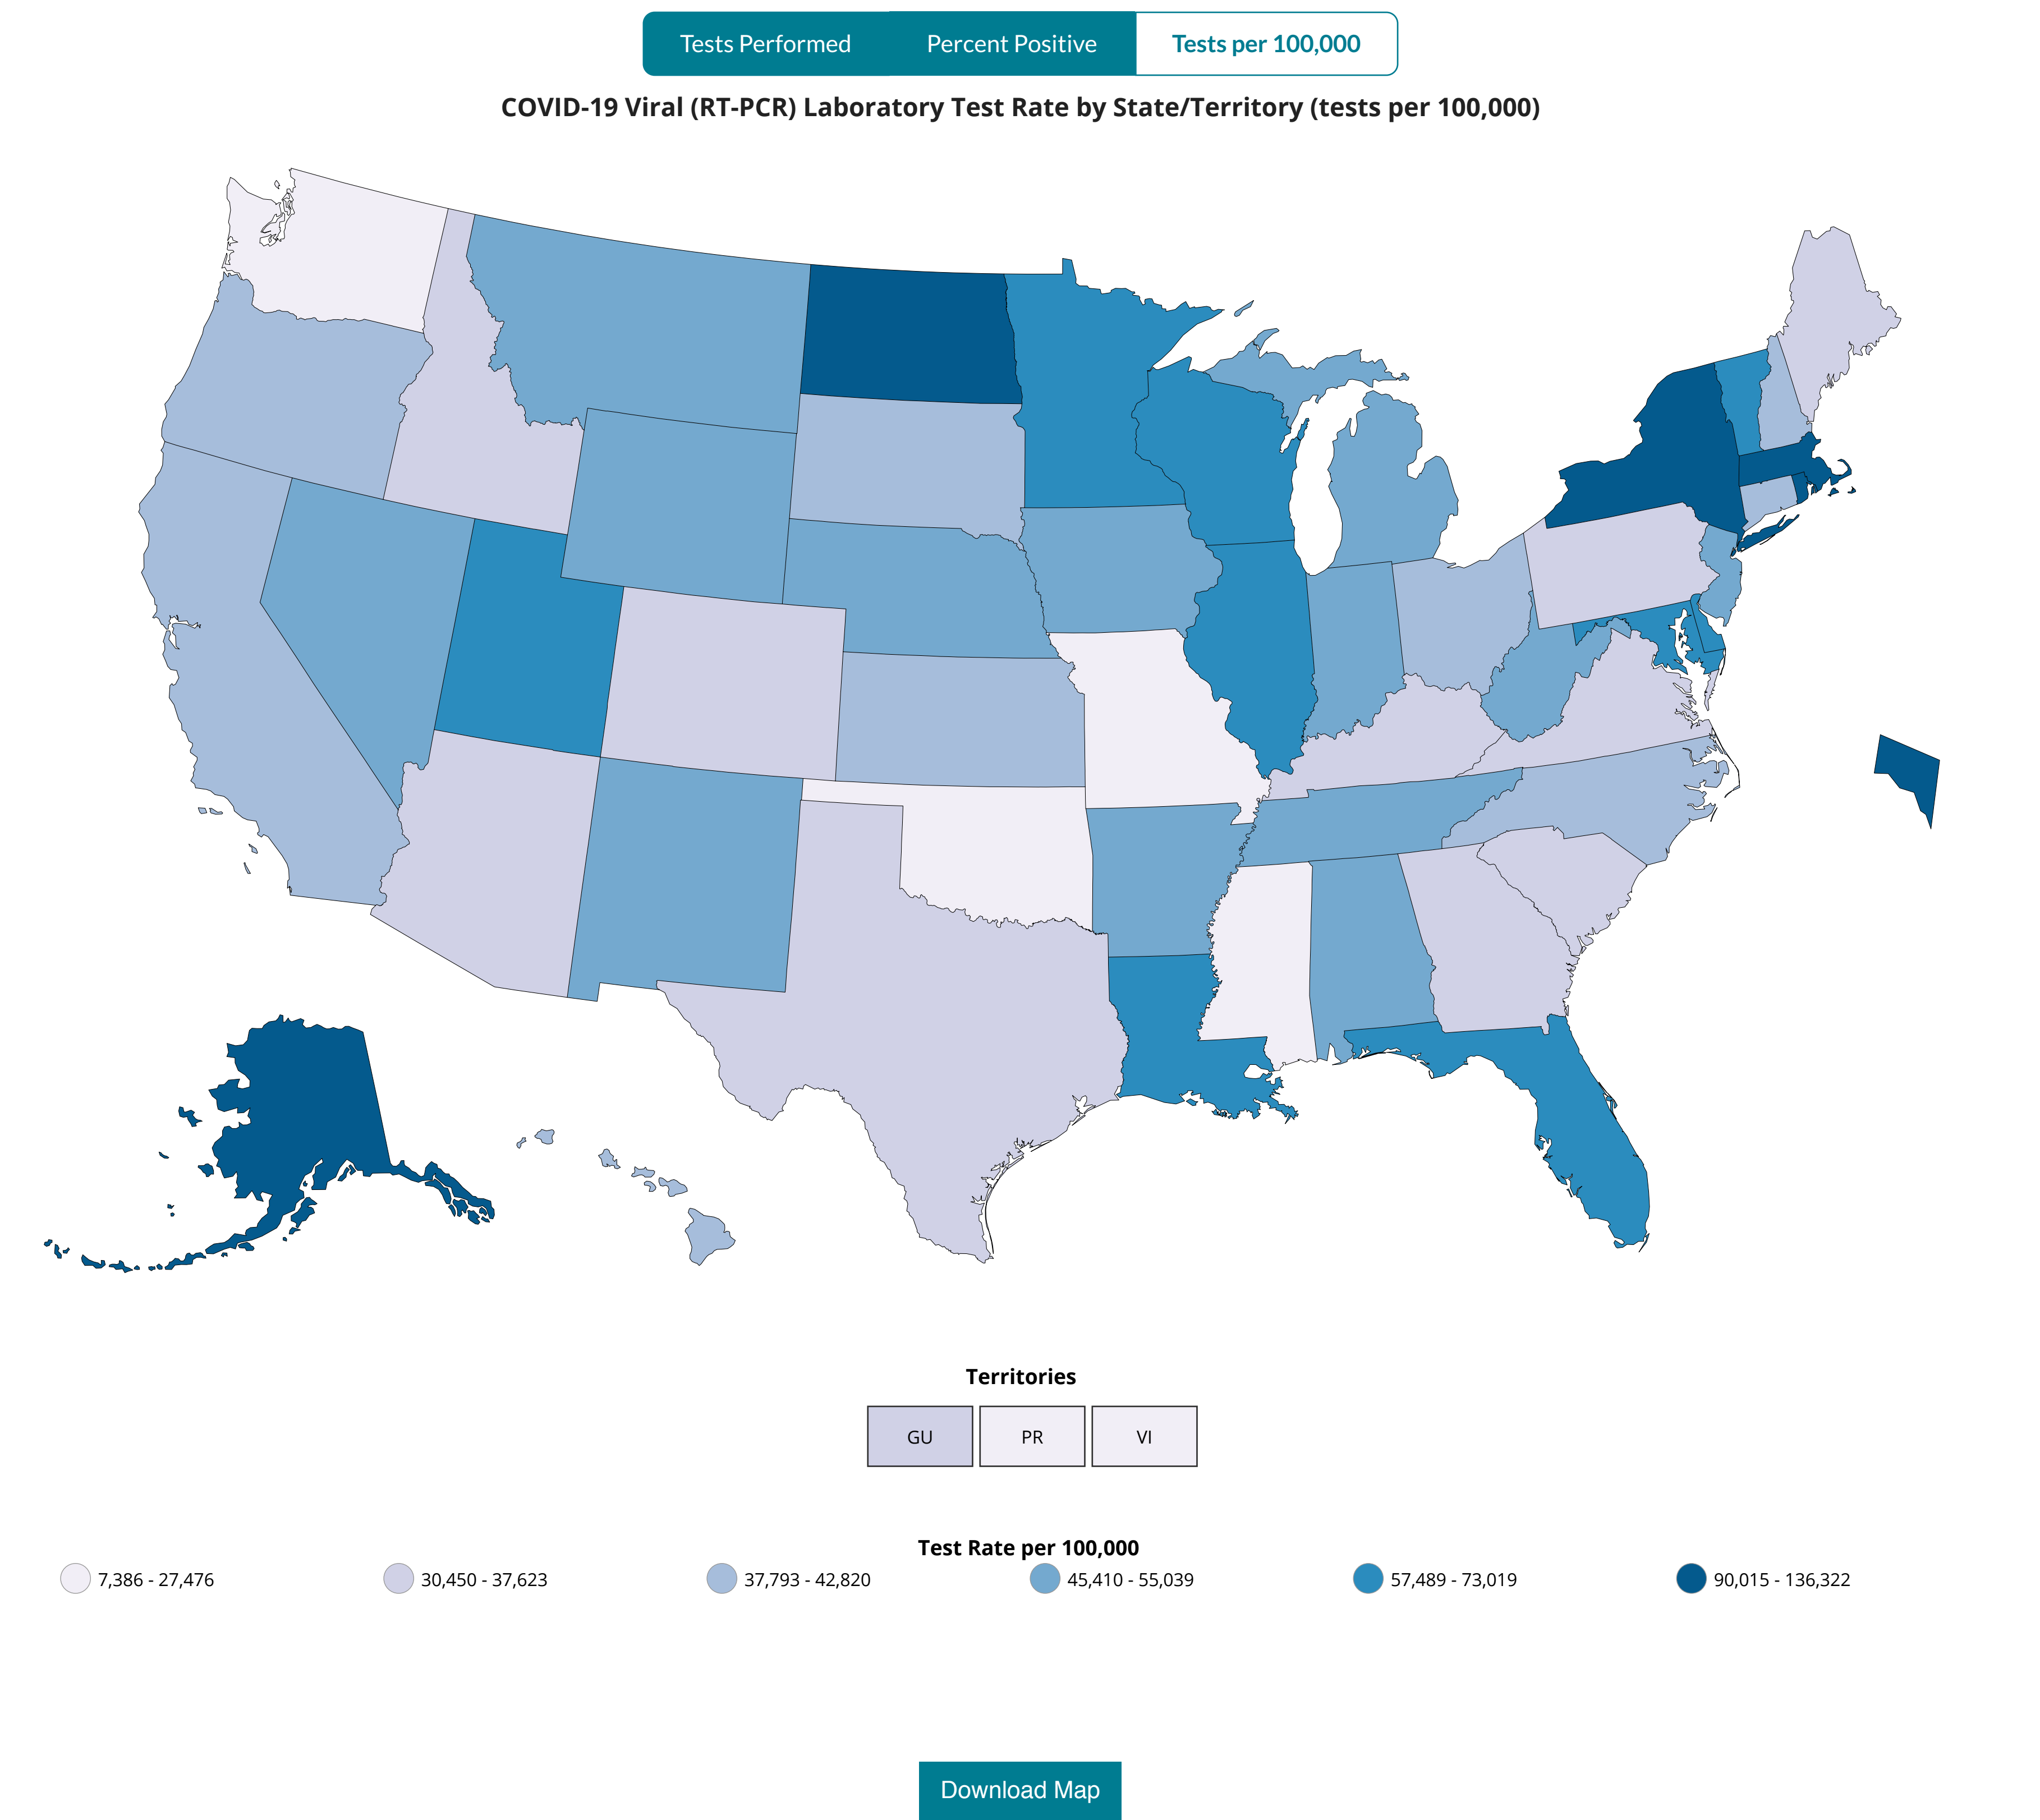 Tests Performed Percent Positive Tests per 100,000
COVID-19 Viral (RT-PCR) Laboratory Test Rate by State/Territory (tests per 100,000)
Territories
GU PR VI
Test Rate per 100,000
7,386 - 27,476 30,450 - 37,623 37,793 - 42,820 45,410 - 55,039 57,489 - 73,019 90,015 - 136,322
Download Map